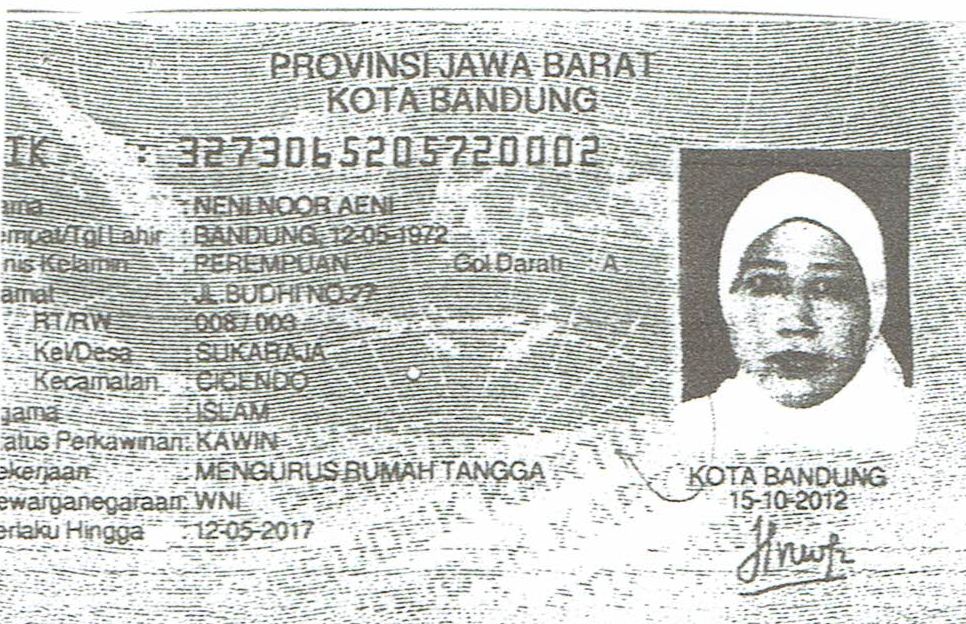 PROVINSI JAWA BARAT
KOTA BANDUNG
IK : 3273065205720002
ama : NENI NOOR AENI
empat/Tgl Lahir : BANDUNG, 12-05-1972
nis Kelamin : PEREMPUAN Gol Darah : A
amat : JL.BUDHI NO.27
RT/RW : 008 / 003
Kel/Desa : SUKARAJA
Kecamatan : CICENDO
gama : ISLAM
atus Perkawinan: KAWIN
ekerjaan : MENGURUS RUMAH TANGGA
ewarganegaraan: WNI
erlaku Hingga : 12-05-2017
KOTA BANDUNG
15-10-2012